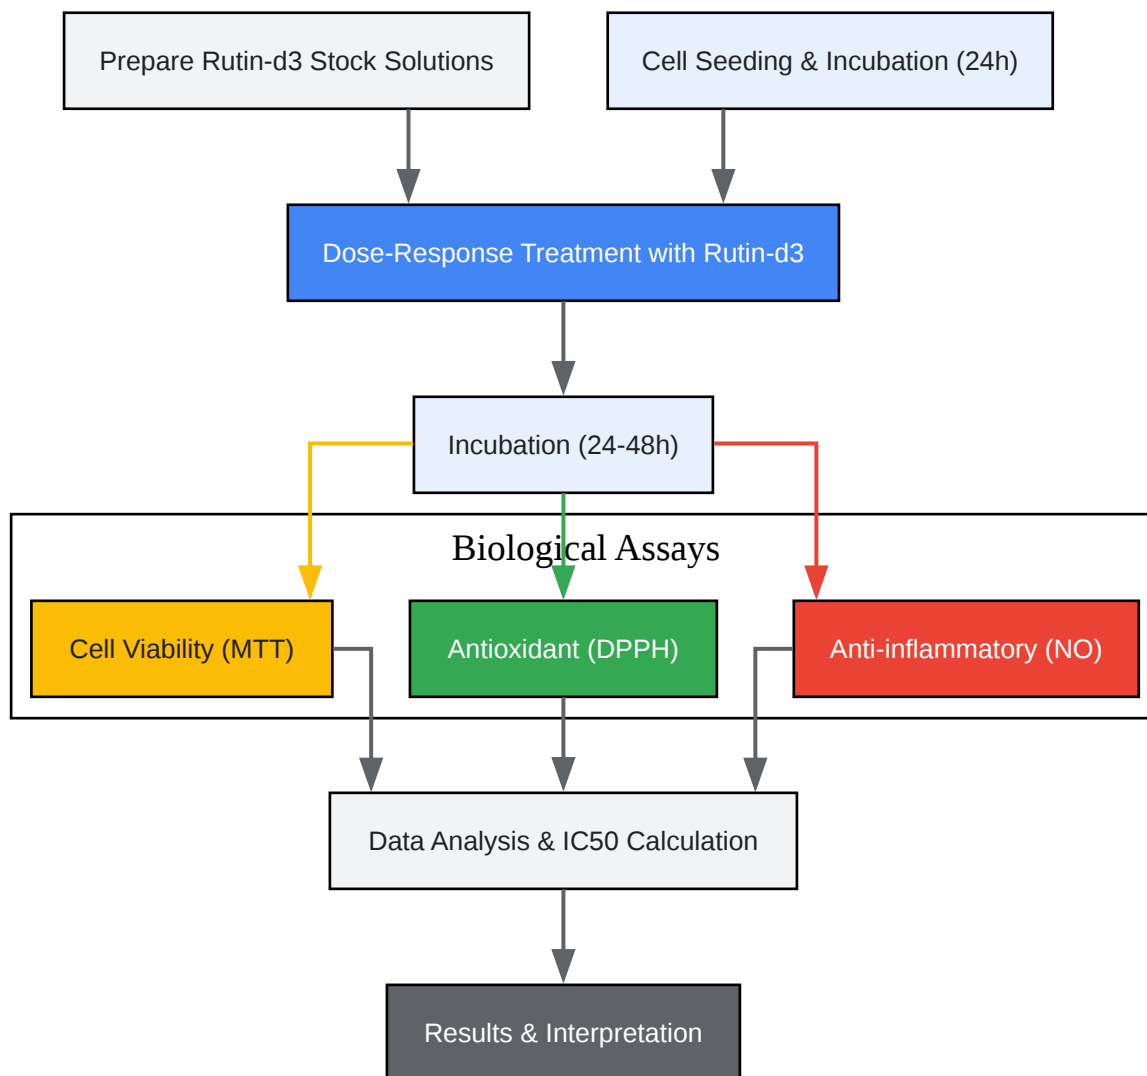 Prepare Rutin-d3 Stock Solutions
Cell Seeding & Incubation (24h)
Dose-Response Treatment with Rutin-d3
Incubation (24-48h)
Biological Assays
Cell Viability (MTT)
Antioxidant (DPPH)
Anti-inflammatory (NO)
Data Analysis & IC50 Calculation
Results & Interpretation